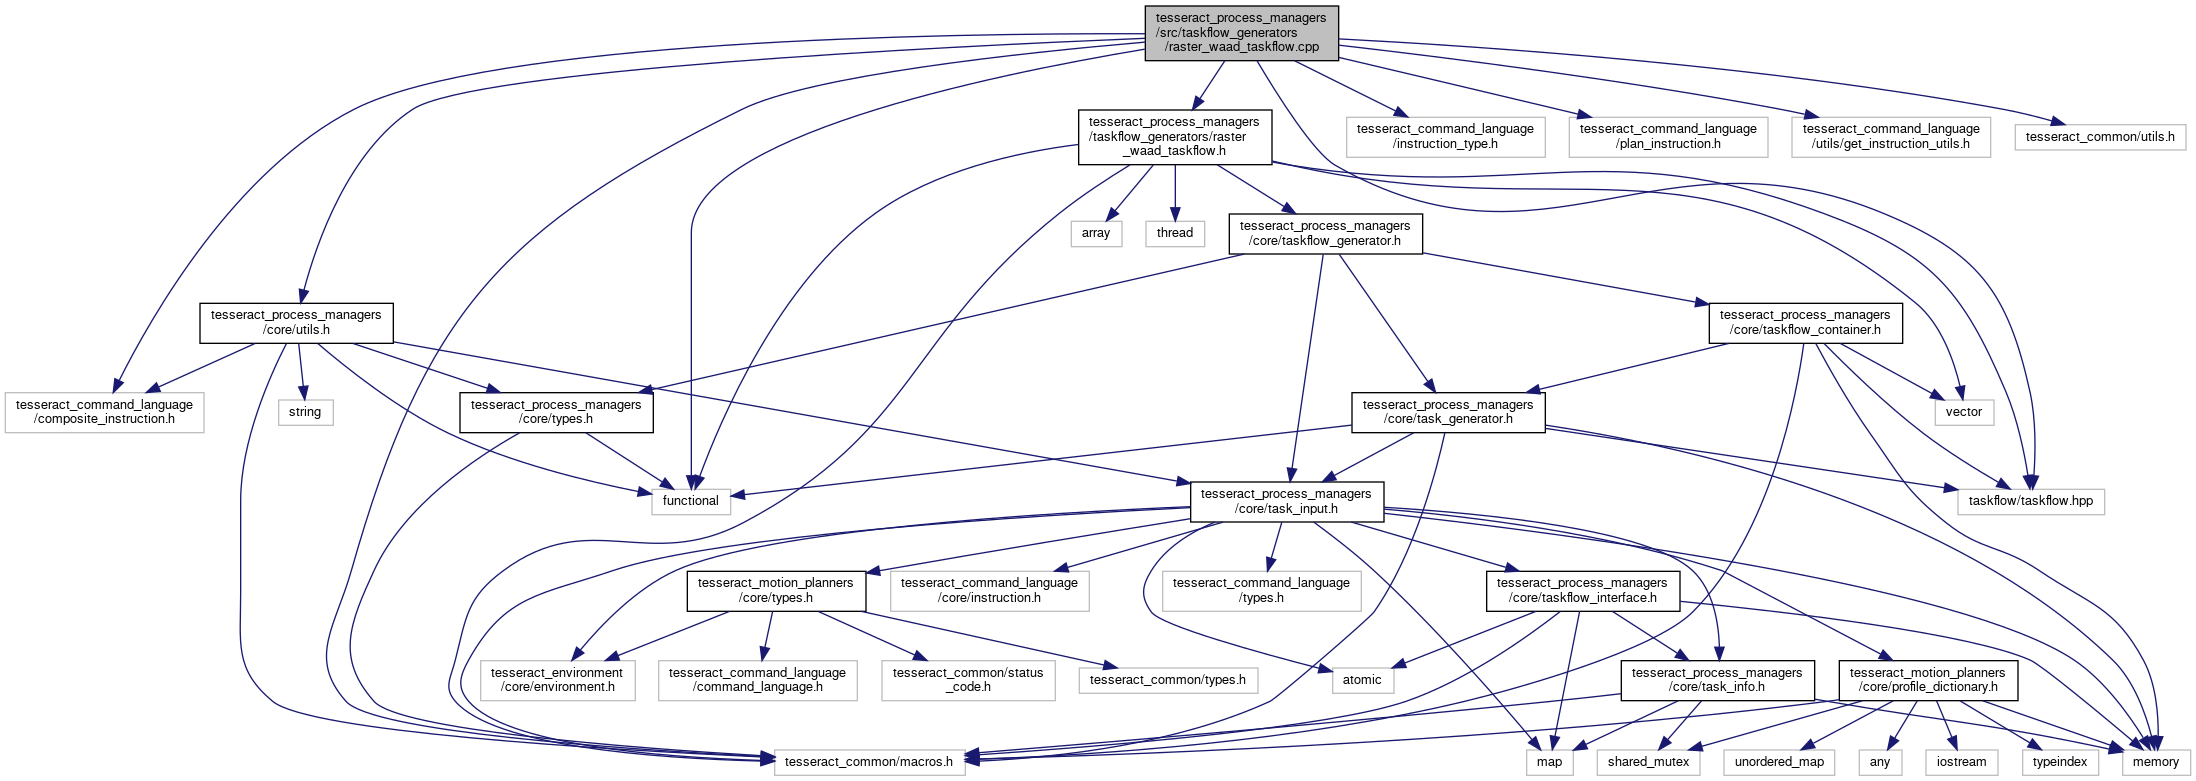 tesseract_process_managers
/src/taskflow_generators
/raster_waad_taskflow.cpp
tesseract_process_managers
/taskflow_generators/raster
_waad_taskflow.h
tesseract_command_language
/instruction_type.h
tesseract_command_language
/plan_instruction.h
tesseract_command_language
/utils/get_instruction_utils.h
tesseract_common/utils.h
array
thread
tesseract_process_managers
/core/taskflow_generator.h
tesseract_process_managers
/core/utils.h
tesseract_process_managers
/core/taskflow_container.h
tesseract_command_language
/composite_instruction.h
string
tesseract_process_managers
/core/types.h
tesseract_process_managers
/core/task_generator.h
vector
functional
tesseract_process_managers
/core/task_input.h
taskflow/taskflow.hpp
tesseract_motion_planners
/core/types.h
tesseract_command_language
/core/instruction.h
tesseract_command_language
/types.h
tesseract_process_managers
/core/taskflow_interface.h
tesseract_environment
/core/environment.h
tesseract_command_language
/command_language.h
tesseract_common/status
_code.h
tesseract_common/types.h
atomic
tesseract_process_managers
/core/task_info.h
tesseract_motion_planners
/core/profile_dictionary.h
tesseract_common/macros.h
map
shared_mutex
unordered_map
any
iostream
typeindex
memory